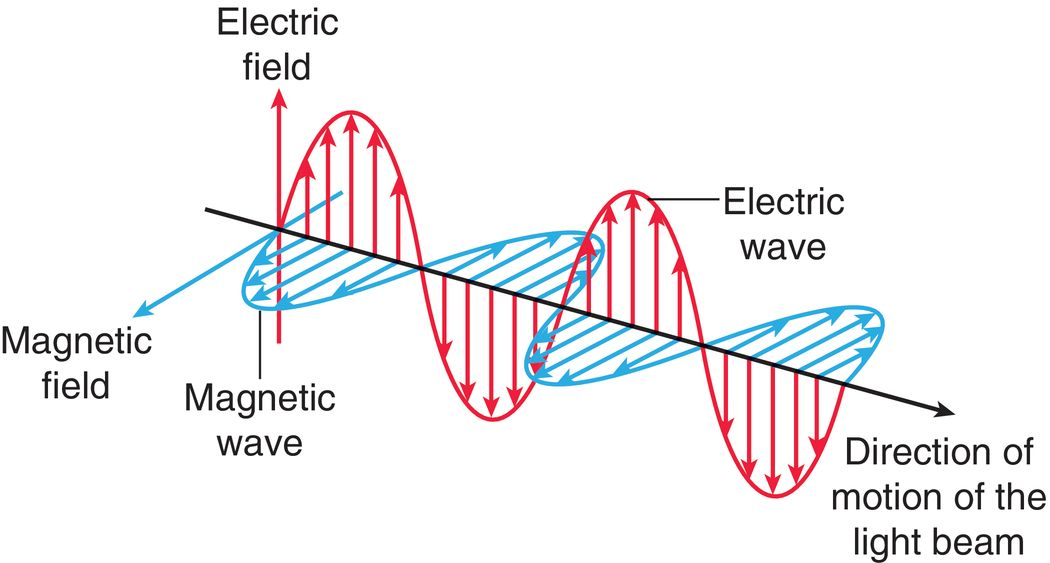 Electric
field
Electric
wave
Magnetic
field
Magnetic
wave
Direction of
motion of the
light beam